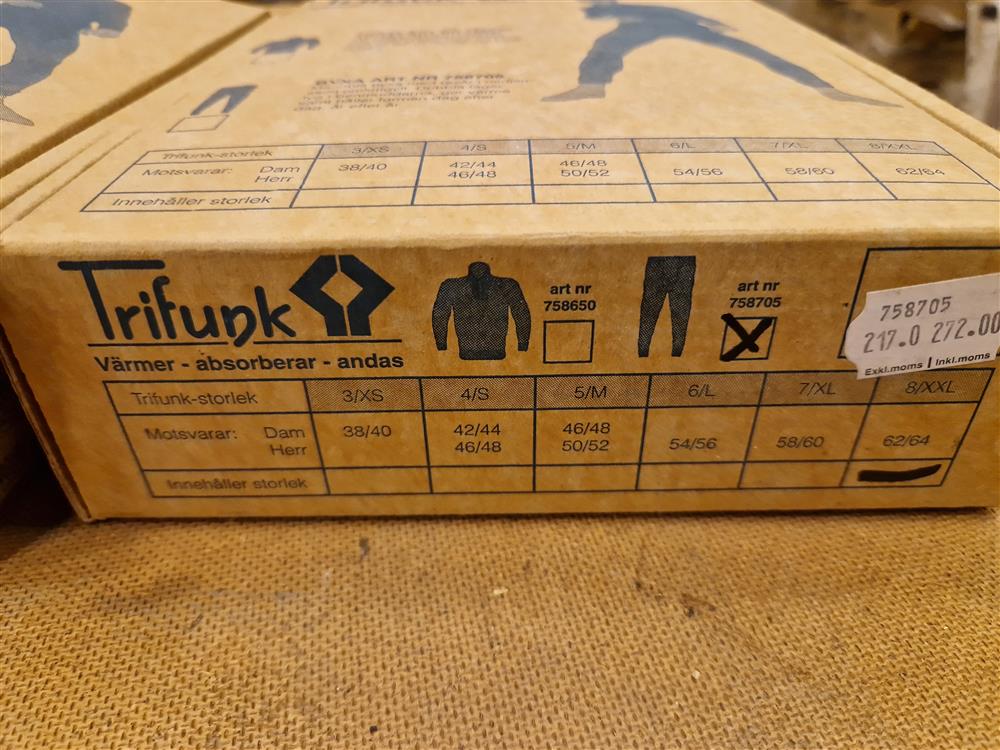 BYXA ART NR 758705
Trifunk-storlek 3/XS 4/S 5/M 6/L 7/XL 8/XXL
Motsvarar: Dam 38/40 42/44 46/48
Herr 46/48 50/52 54/56 58/60 62/64
Innehåller storlek
Trifunk
Värmer - absorberar - andas
art nr
758650
art nr
758705
758705
217.0 272.00
Exkl.moms Inkl.moms
Trifunk-storlek 3/XS 4/S 5/M 6/L 7/XL 8/XXL
Motsvarar: Dam 38/40 42/44 46/48
Herr 46/48 50/52 54/56 58/60 62/64
Innehåller storlek